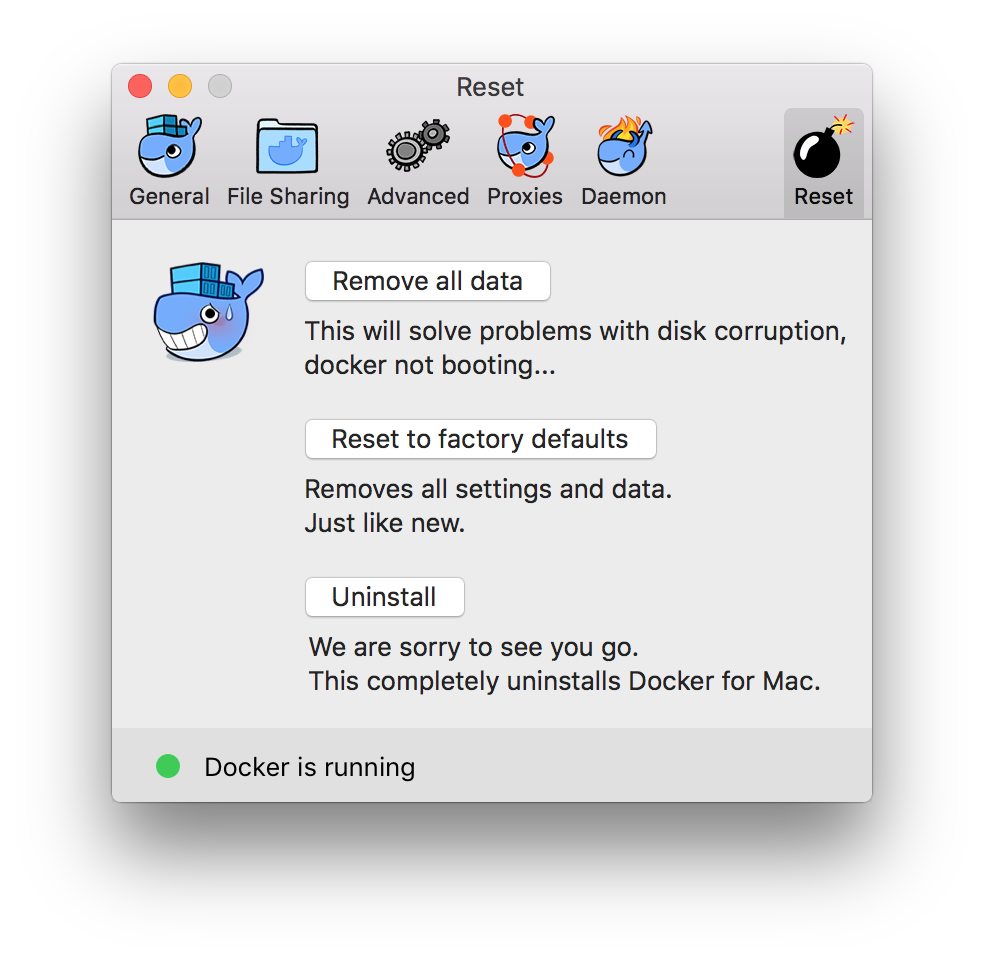 Reset
General
File Sharing
Advanced
Proxies
Daemon
Reset
Remove all data
This will solve problems with disk corruption,
docker not booting...
Reset to factory defaults
Removes all settings and data.
Just like new.
Uninstall
We are sorry to see you go.
This completely uninstalls Docker for Mac.
Docker is running